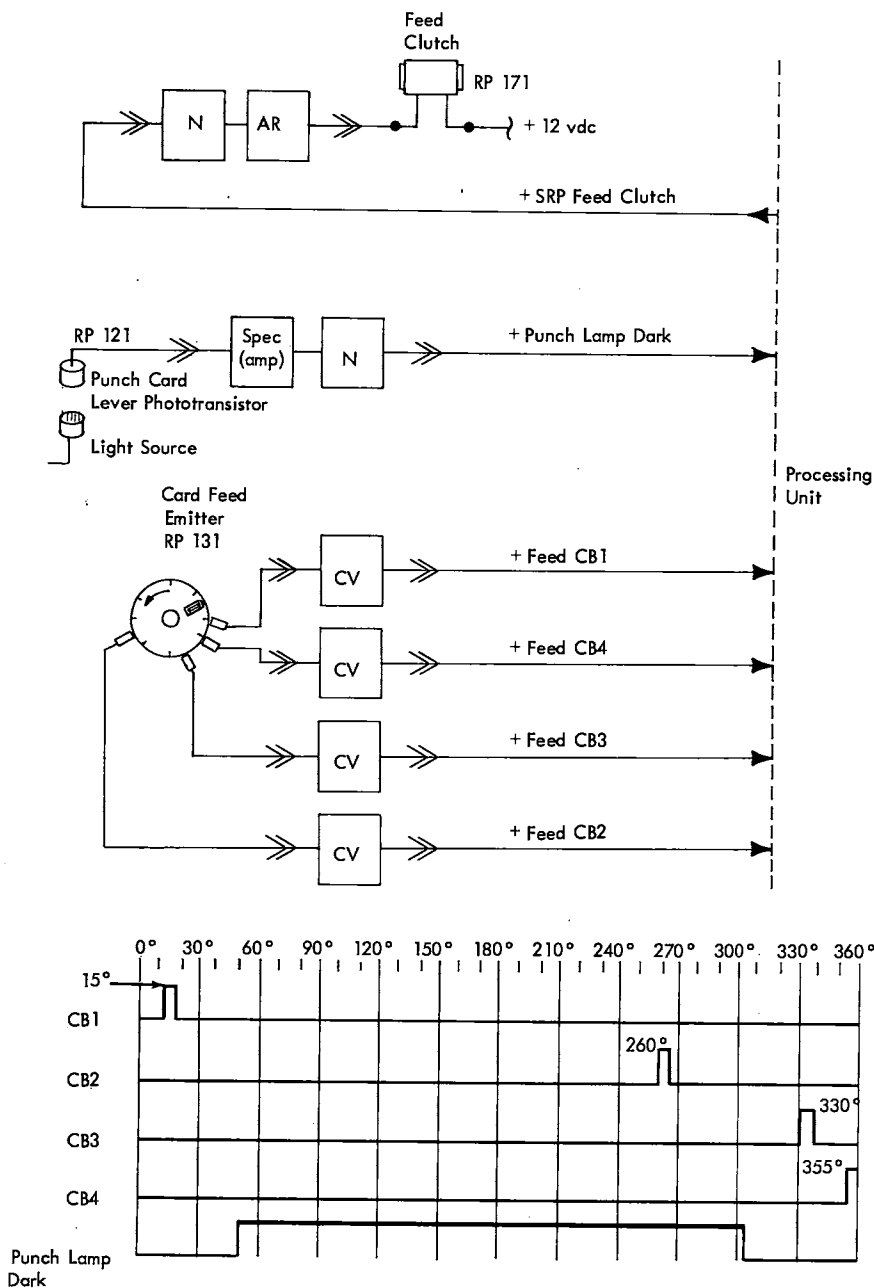 Feed
Clutch
RP 171
N
AR
+ 12 vdc
+ SRP Feed Clutch
RP 121
Spec
(amp)
N
+ Punch Lamp Dark
Punch Card
Lever Phototransistor
Light Source
Processing
Unit
Card Feed
Emitter
RP 131
CV
+ Feed CB1
CV
+ Feed CB4
CV
+ Feed CB3
CV
+ Feed CB2
0° 30° 60° 90° 120° 150° 180° 210° 240° 270° 300° 330° 360°
15°
CB1
260°
CB2
330°
CB3
355°
CB4
Punch Lamp
Dark